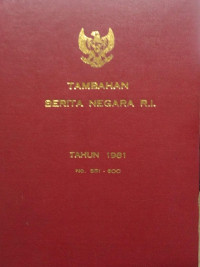 TAMBAHAN
BERITA NEGARA R.I.
TAHUN 1981